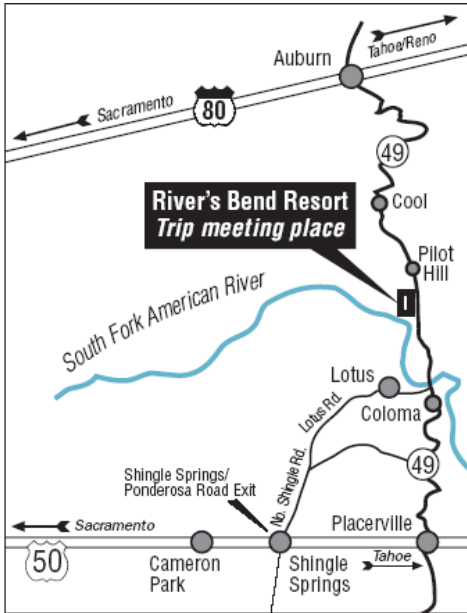 Tahoe/Reno
Auburn
Sacramento
80
49
River's Bend Resort
Trip meeting place
Cool
Pilot
Hill
South Fork American River
Lotus
Lotus Rd.
Coloma
No. Shingle Rd.
49
Shingle Springs/
Ponderosa Road Exit
Sacramento
Placerville
50
Cameron
Park
Shingle
Springs
Tahoe